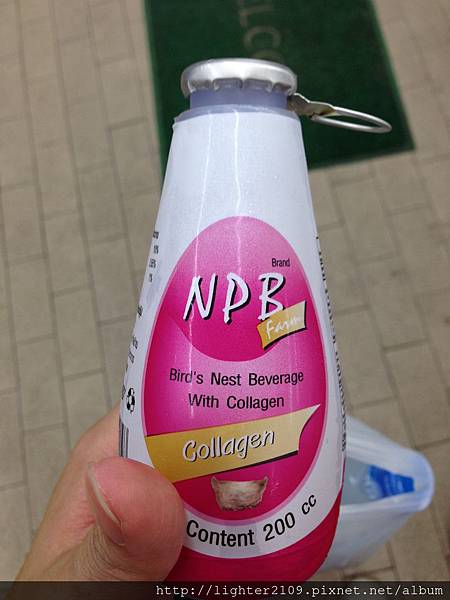 Brand
NPB
Farm
Bird's Nest Beverage
With Collagen
Collagen
Content 200 cc
http://lighter2109.pixnet.net/album